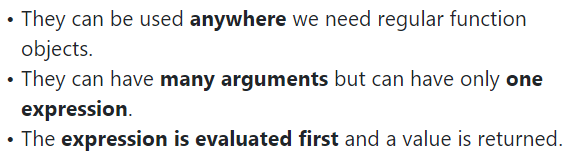 • They can be used anywhere we need regular function
objects.
• They can have many arguments but can have only one
expression.
• The expression is evaluated first and a value is returned.